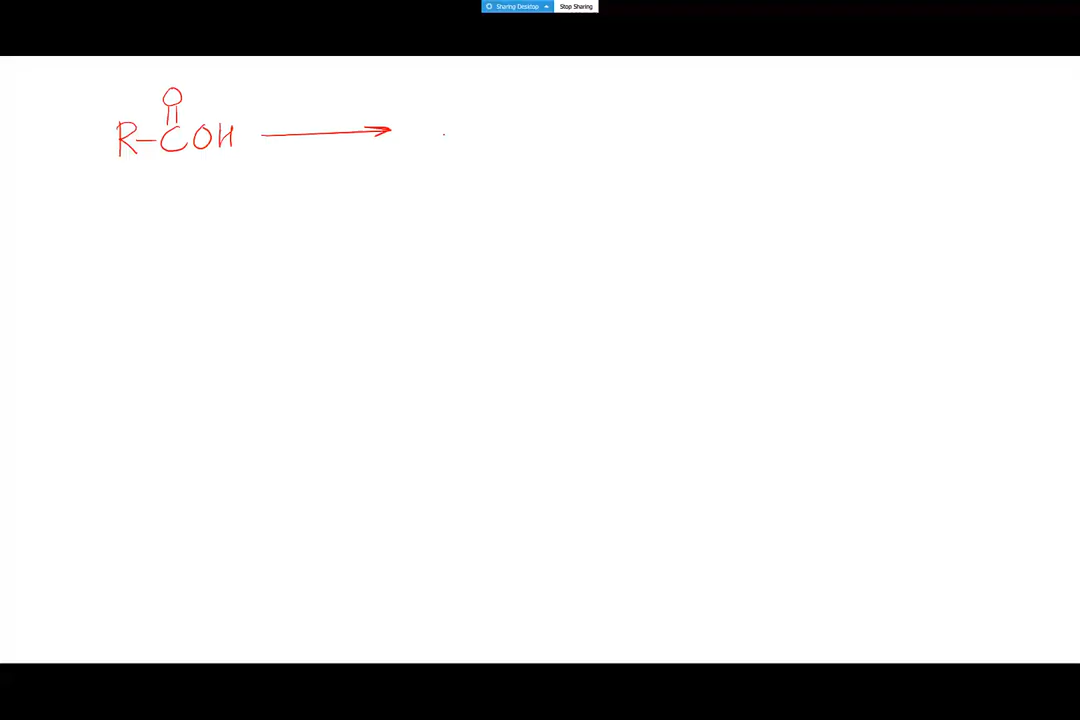 Sharing Desktop Stop Sharing
O
R-COH →